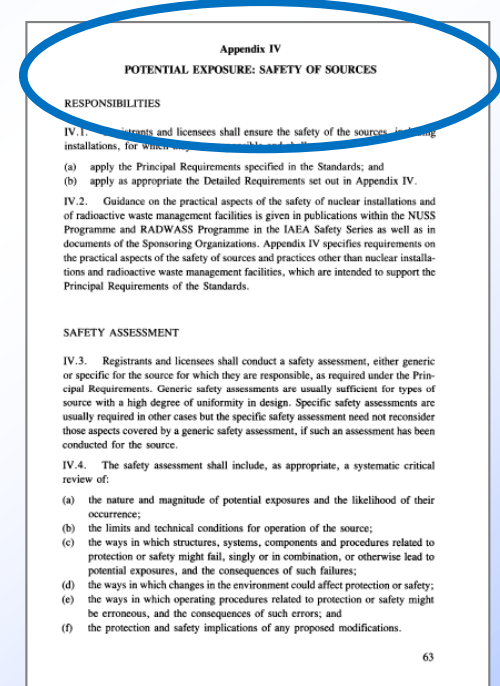 Appendix IV
POTENTIAL EXPOSURE: SAFETY OF SOURCES
RESPONSIBILITIES
IV.1. Registrants and licensees shall ensure the safety of the sources, including
installations, for which
(a) apply the Principal Requirements specified in the Standards; and
(b) apply as appropriate the Detailed Requirements set out in Appendix IV.
IV.2. Guidance on the practical aspects of the safety of nuclear installations and
of radioactive waste management facilities is given in publications within the NUSS
Programme and RADWASS Programme in the IAEA Safety Series as well as in
documents of the Sponsoring Organizations. Appendix IV specifies requirements on
the practical aspects of the safety of sources and practices other than nuclear installa-
tions and radioactive waste management facilities, which are intended to support the
Principal Requirements of the Standards.
SAFETY ASSESSMENT
IV.3. Registrants and licensees shall conduct a safety assessment, either generic
or specific for the source for which they are responsible, as required under the Prin-
cipal Requirements. Generic safety assessments are usually sufficient for types of
source with a high degree of uniformity in design. Specific safety assessments are
usually required in other cases but the specific safety assessment need not reconsider
those aspects covered by a generic safety assessment, if such an assessment has been
conducted for the source.
IV.4. The safety assessment shall include, as appropriate, a systematic critical
review of:
(a) the nature and magnitude of potential exposures and the likelihood of their
occurrence;
(b) the limits and technical conditions for operation of the source;
(c) the ways in which structures, systems, components and procedures related to
protection or safety might fail, singly or in combination, or otherwise lead to
potential exposures, and the consequences of such failures;
(d) the ways in which changes in the environment could affect protection or safety;
(e) the ways in which operating procedures related to protection or safety might
be erroneous, and the consequences of such errors; and
(f) the protection and safety implications of any proposed modifications.
63